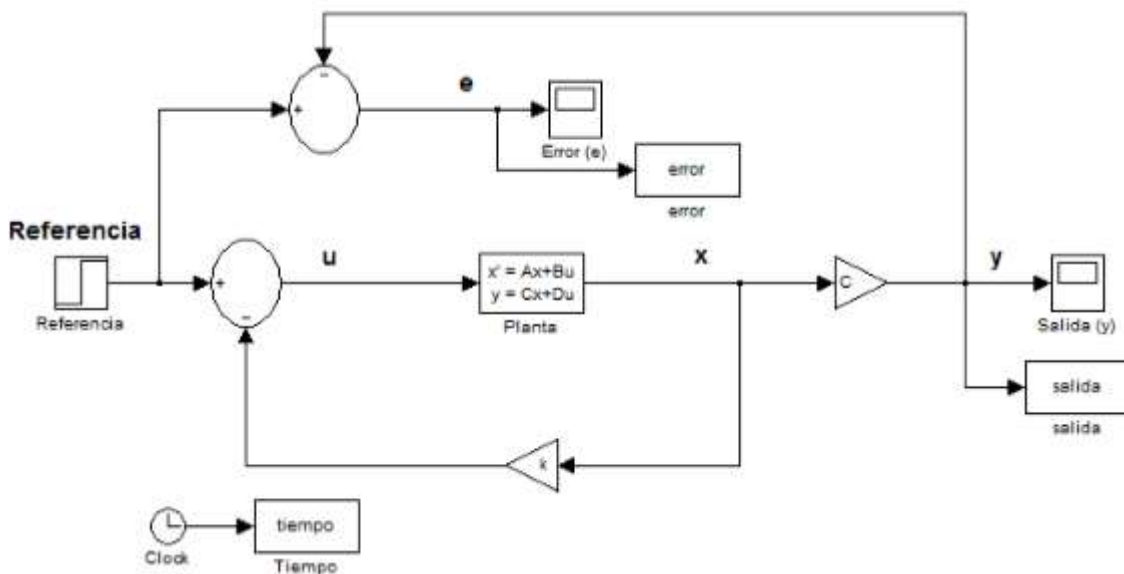 −
e
+
Error (e)
error
error
Referencia
u
x
y
+
−
x' = Ax+Bu
y = Cx+Du
C
Referencia
Planta
Salida (y)
salida
salida
k
tiempo
Clock
Tiempo